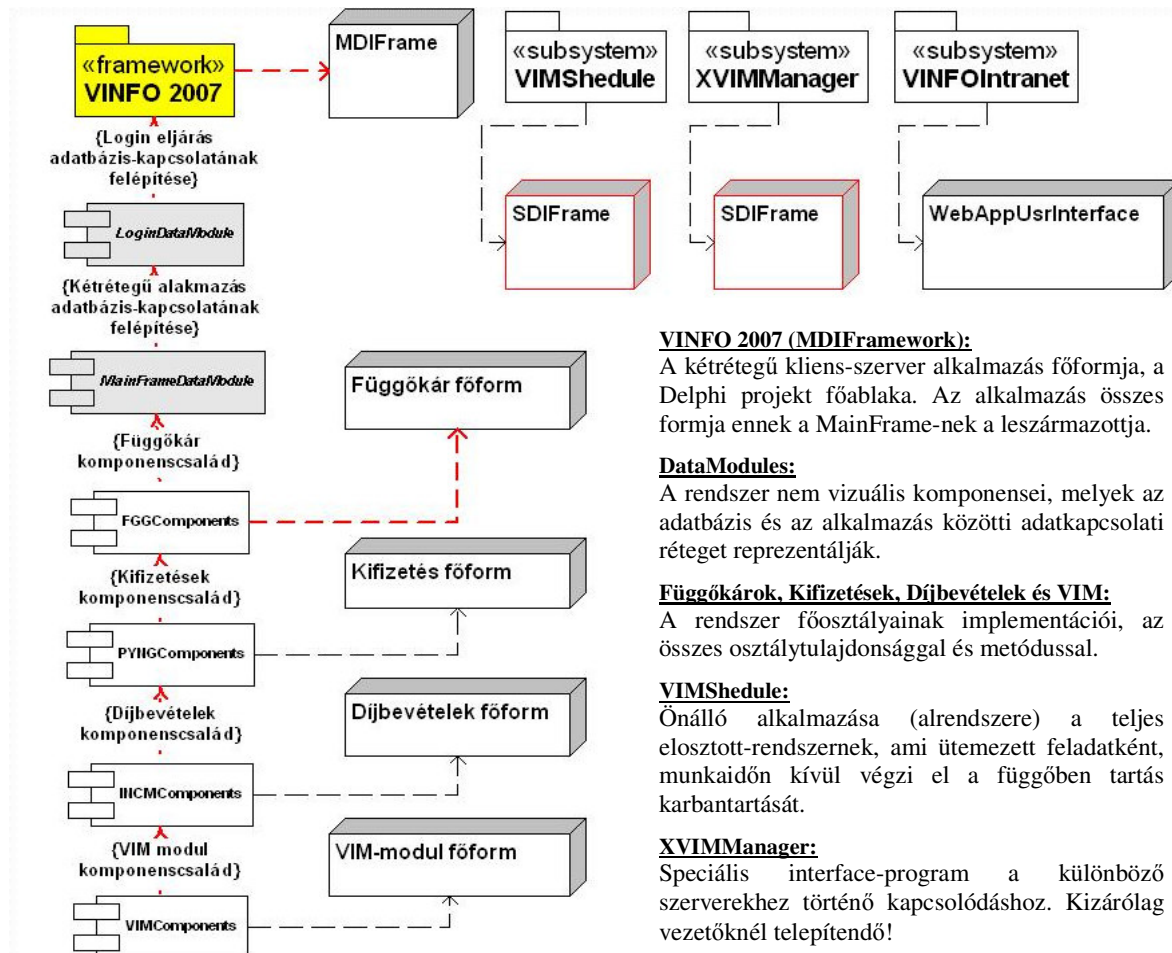 «framework»
VINFO 2007
MDIFrame
«subsystem»
VIMShedule
«subsystem»
XVIMManager
«subsystem»
VINFOIntranet
{Login eljárás
adatbázis-kapcsolatának
felépítése}
SDIFrame
SDIFrame
WebAppUsrInterface
LoginDataModule
{Kétrétegű alakmazás
adatbázis-kapcsolatának
felépítése}
MainFrameDataModule
Függőkár főform
{Függőkár
komponenscsalád}
FGGComponents
Kifizetés főform
{Kifizetések
komponenscsalád}
PYNGComponents
Díjbevételek főform
{Díjbevételek
komponenscsalád}
INCMComponents
VIM-modul főform
{VIM modul
komponenscsalád}
VIMComponents
VINFO 2007 (MDIFramework):
A kétrétegű kliens-szerver alkalmazás főformja, a
Delphi projekt főablaka. Az alkalmazás összes
formja ennek a MainFrame-nek a leszármazottja.
DataModules:
A rendszer nem vizuális komponensei, melyek az
adatbázis és az alkalmazás közötti adatkapcsolati
réteget reprezentálják.
Függőkárok, Kifizetések, Díjbevételek és VIM:
A rendszer főosztályainak implementációi, az
összes osztálytulajdonsággal és metódussal.
VIMShedule:
Önálló alkalmazása (alrendszere) a teljes
elosztott-rendszernek, ami ütemezett feladatként,
munkaidőn kívül végzi el a függőben tartás
karbantartását.
XVIMManager:
Speciális interface-program a különböző
szerverekhez történő kapcsolódáshoz. Kizárólag
vezetőknél telepítendő!